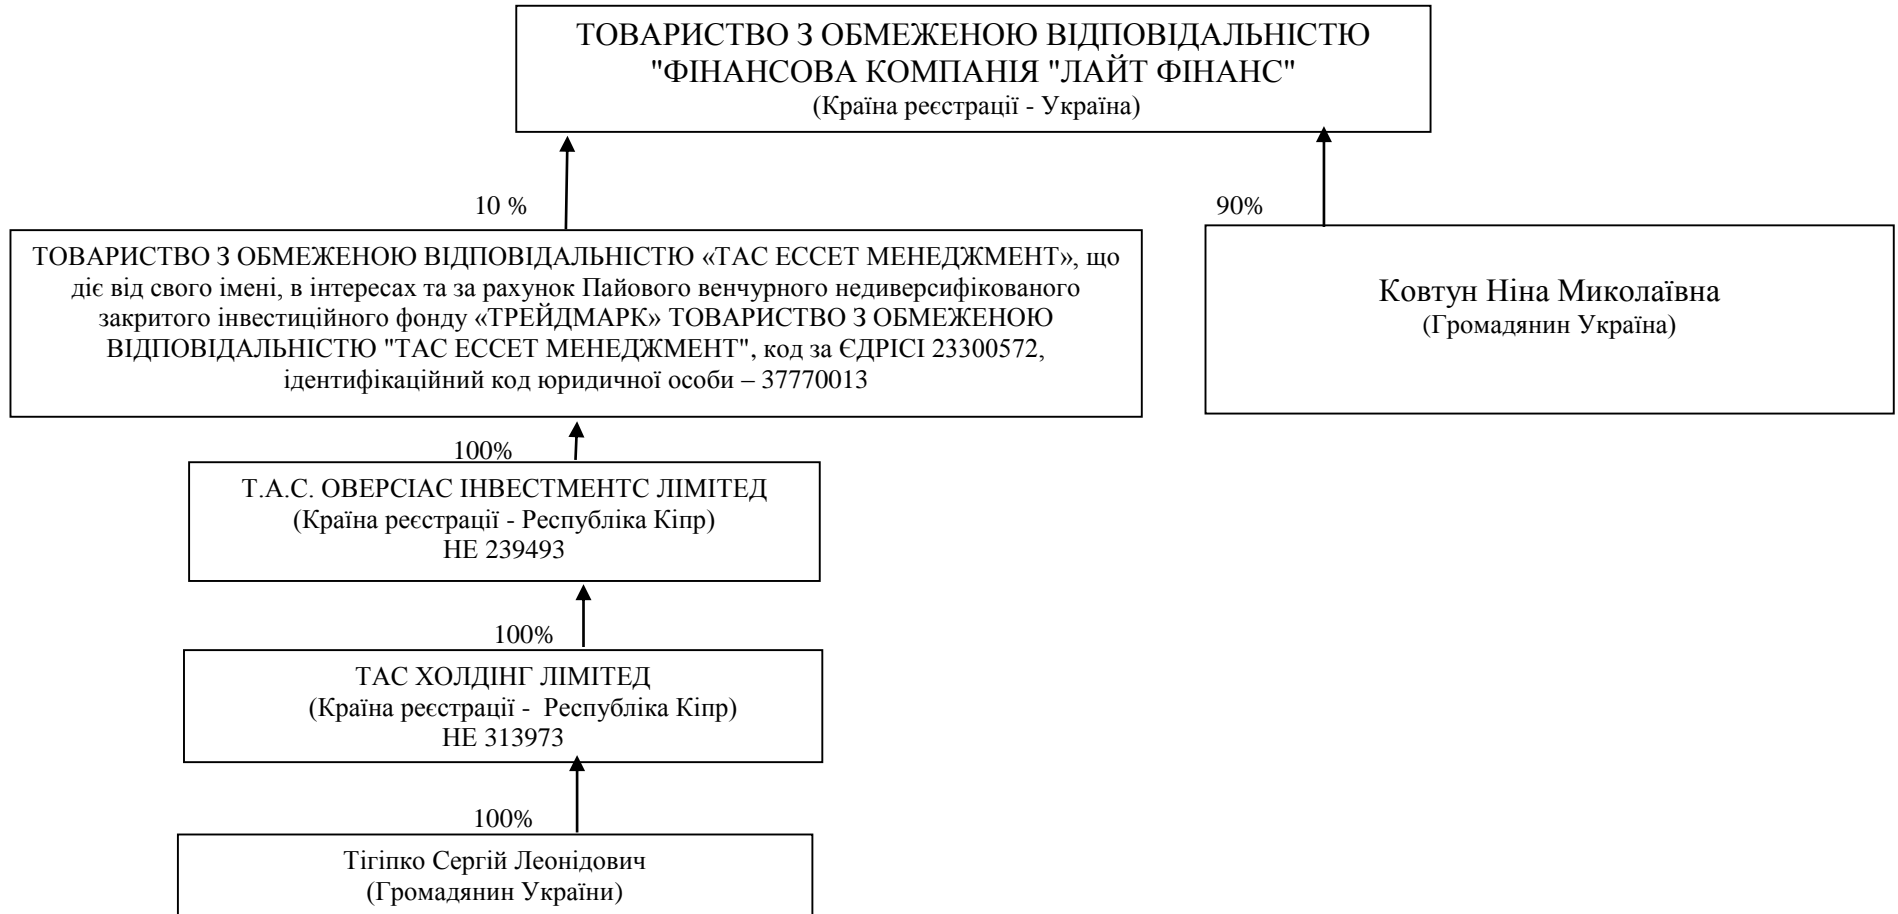 ТОВАРИСТВО З ОБМЕЖЕНОЮ ВІДПОВІДАЛЬНІСТЮ
"ФІНАНСОВА КОМПАНІЯ "ЛАЙТ ФІНАНС"
(Країна реєстрації - Україна)
10 %
90%
ТОВАРИСТВО З ОБМЕЖЕНОЮ ВІДПОВІДАЛЬНІСТЮ «ТАС ЕССЕТ МЕНЕДЖМЕНТ», що
діє від свого імені, в інтересах та за рахунок Пайового венчурного недиверсифікованого
закритого інвестиційного фонду «ТРЕЙДМАРК» ТОВАРИСТВО З ОБМЕЖЕНОЮ
ВІДПОВІДАЛЬНІСТЮ "ТАС ЕССЕТ МЕНЕДЖМЕНТ", код за ЄДРІСІ 23300572,
ідентифікаційний код юридичної особи – 37770013
Ковтун Ніна Миколаївна
(Громадянин Україна)
100%
Т.А.С. ОВЕРСІАС ІНВЕСТМЕНТС ЛІМІТЕД
(Країна реєстрації - Республіка Кіпр)
НЕ 239493
100%
ТАС ХОЛДІНГ ЛІМІТЕД
(Країна реєстрації -  Республіка Кіпр)
НЕ 313973
100%
Тігіпко Сергій Леонідович
(Громадянин України)